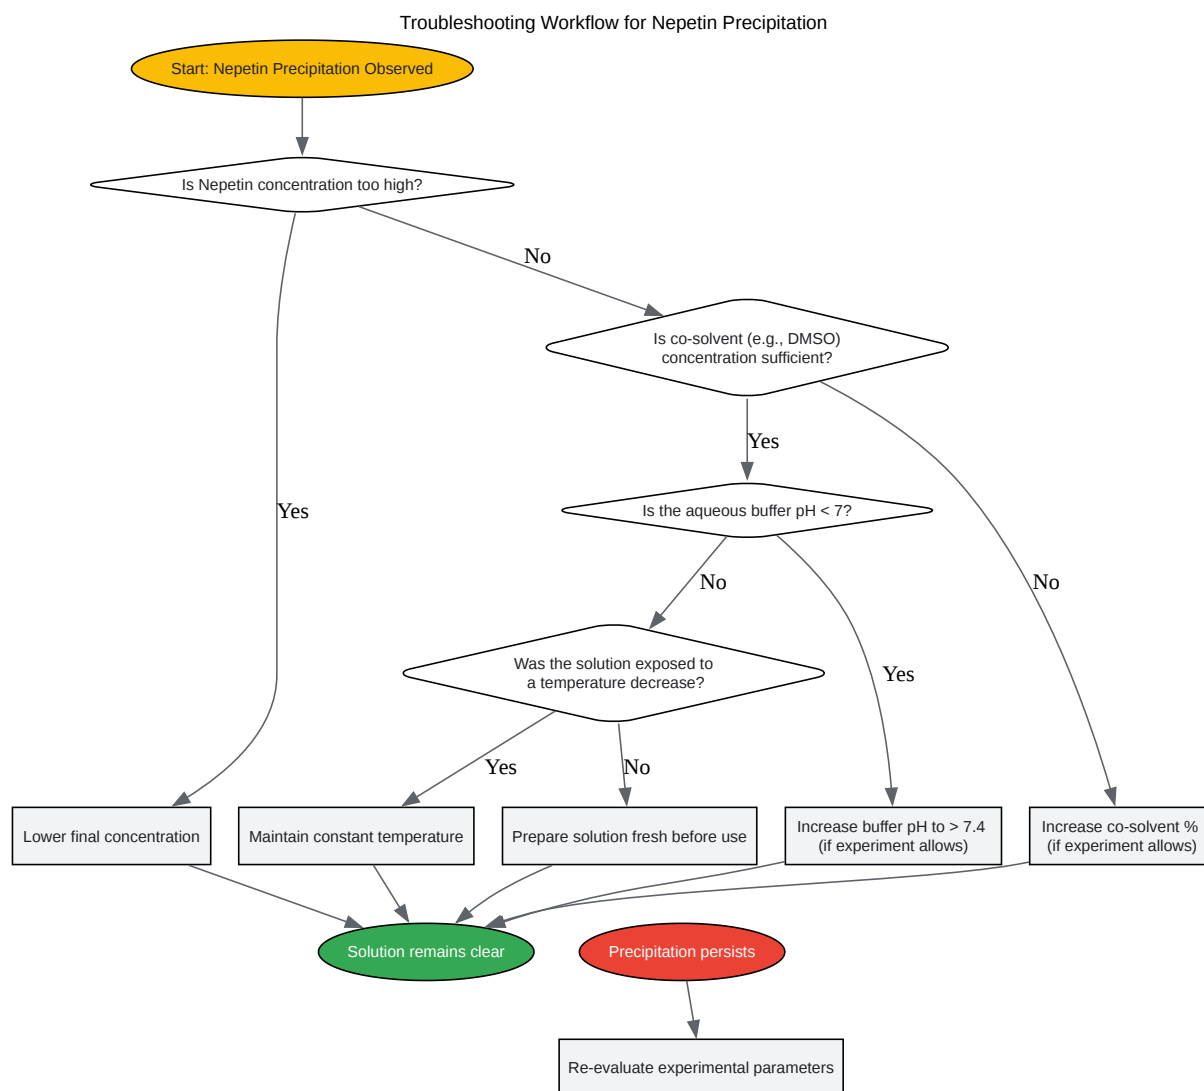 Troubleshooting Workflow for Nepetin Precipitation
Start: Nepetin Precipitation Observed
Is Nepetin concentration too high?
No
Is co-solvent (e.g., DMSO)
concentration sufficient?
Yes
Yes
Is the aqueous buffer pH < 7?
No
No
Was the solution exposed to
a temperature decrease?
Yes
Yes
No
Lower final concentration
Maintain constant temperature
Prepare solution fresh before use
Increase buffer pH to > 7.4
(if experiment allows)
Increase co-solvent %
(if experiment allows)
Solution remains clear
Precipitation persists
Re-evaluate experimental parameters